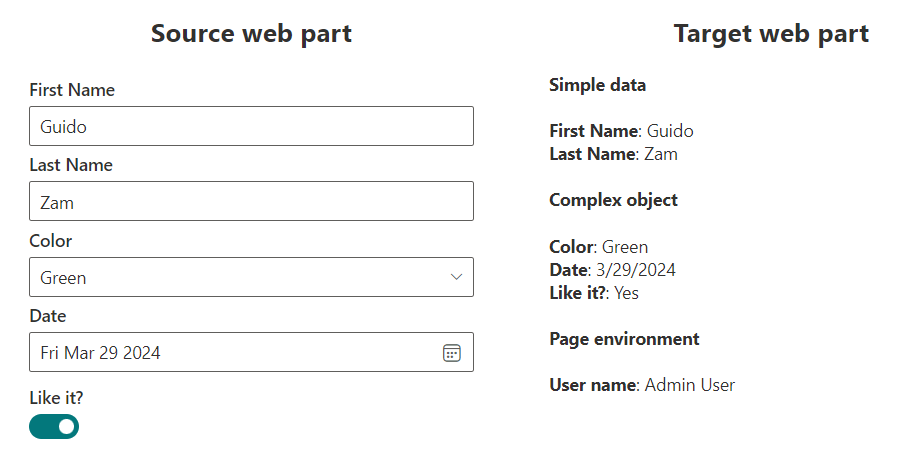 Source web part
First Name
Guido
Last Name
Zam
Color
Green
Date
Fri Mar 29 2024
Like it?
Target web part
Simple data
First Name: Guido
Last Name: Zam
Complex object
Color: Green
Date: 3/29/2024
Like it?: Yes
Page environment
User name: Admin User